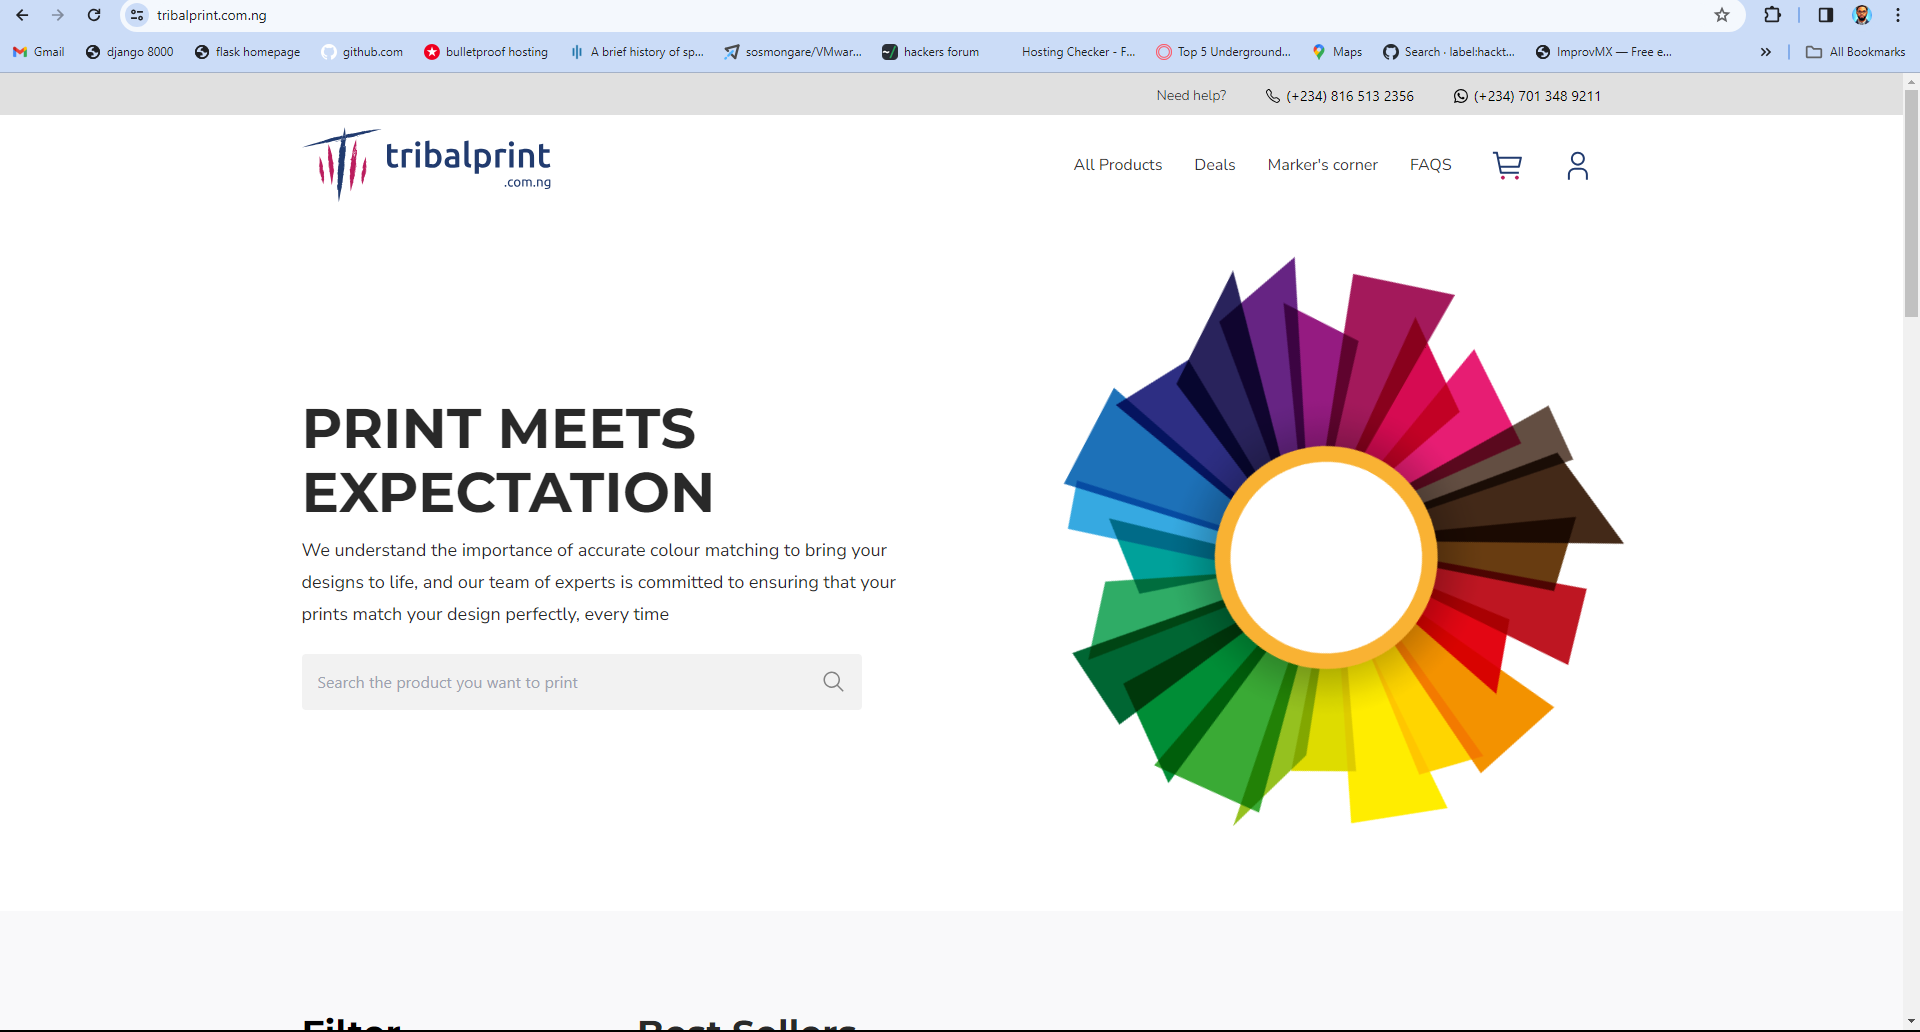 tribalprint.com.ng
Gmail
django 8000
flask homepage
github.com
bulletproof hosting
A brief history of sp...
sosmongare/VMwar...
hackers forum
Hosting Checker - F...
Top 5 Underground...
Maps
Search · label:hackt...
ImprovMX — Free e...
All Bookmarks
Need help?
(+234) 816 513 2356
(+234) 701 348 9211
tribalprint
.com.ng
All Products
Deals
Marker's corner
FAQS
PRINT MEETS
EXPECTATION
We understand the importance of accurate colour matching to bring your
designs to life, and our team of experts is committed to ensuring that your
prints match your design perfectly, every time
Search the product you want to print
Filter
Best Sellers